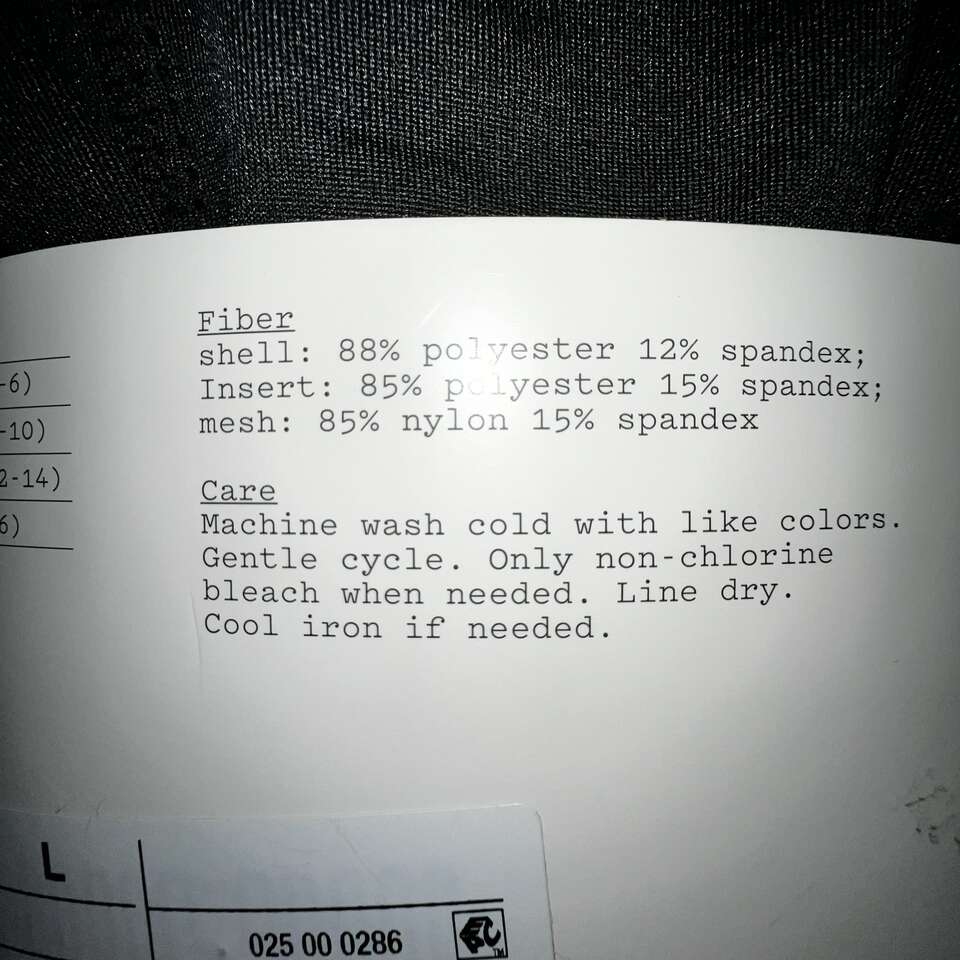 Fiber
shell: 88% polyester 12% spandex;
Insert: 85% polyester 15% spandex;
mesh: 85% nylon 15% spandex
-6)
-10)
2-14)
6)
Care
Machine wash cold with like colors.
Gentle cycle. Only non-chlorine
bleach when needed. Line dry.
Cool iron if needed.
L
025 00 0286
TM